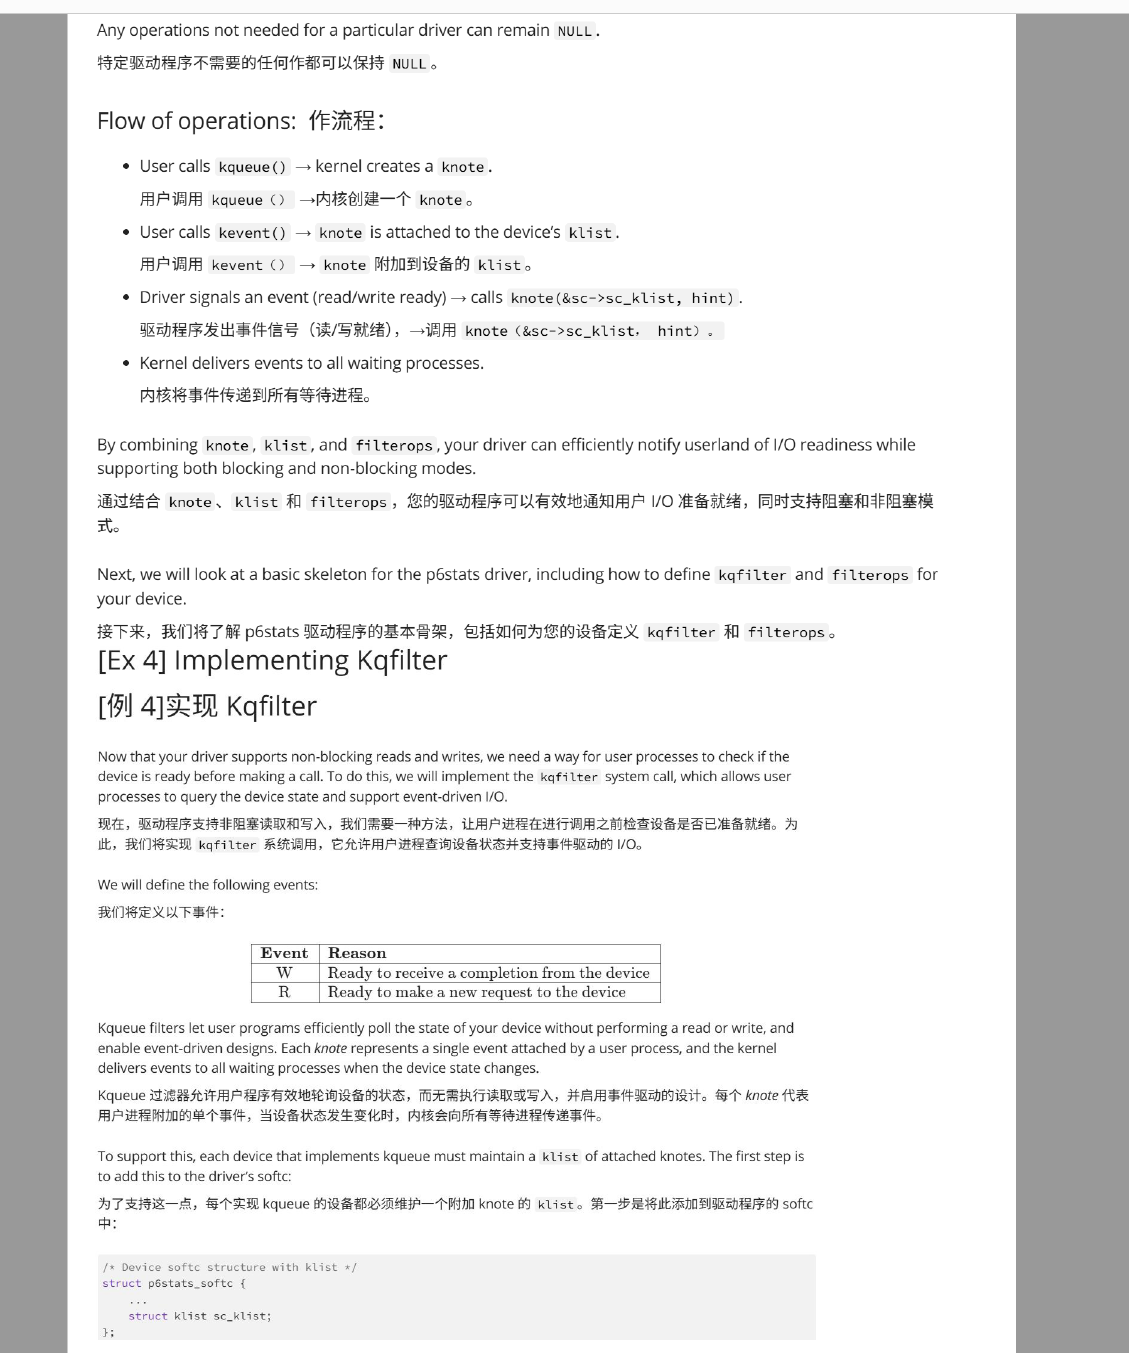 Any operations not needed for a particular driver can remain NULL.
特定驱动程序不需要的任何作都可以保持 NULL。
Flow of operations: 作流程：
• User calls kqueue() → kernel creates a knote.
用户调用 kqueue（） →内核创建一个 knote。
• User calls kevent() → knote is attached to the device’s klist.
用户调用 kevent（） → knote 附加到设备的 klist。
• Driver signals an event (read/write ready) → calls knote(&sc->sc_klist, hint).
驱动程序发出事件信号（读/写就绪），→调用 knote（&sc->sc_klist， hint）。
• Kernel delivers events to all waiting processes.
内核将事件传递到所有等待进程。
By combining knote, klist, and filterops, your driver can efficiently notify userland of I/O readiness while
supporting both blocking and non-blocking modes.
通过结合 knote、klist 和 filterops，您的驱动程序可以有效地通知用户 I/O 准备就绪，同时支持阻塞和非阻塞模
式。
Next, we will look at a basic skeleton for the p6stats driver, including how to define kqfilter and filterops for
your device.
接下来，我们将了解 p6stats 驱动程序的基本骨架，包括如何为您的设备定义 kqfilter 和 filterops。
[Ex 4] Implementing Kqfilter
[例 4]实现 Kqfilter
Now that your driver supports non-blocking reads and writes, we need a way for user processes to check if the
device is ready before making a call. To do this, we will implement the kqfilter system call, which allows user
processes to query the device state and support event-driven I/O.
现在，驱动程序支持非阻塞读取和写入，我们需要一种方法，让用户进程在进行调用之前检查设备是否已准备就绪。为
此，我们将实现 kqfilter 系统调用，它允许用户进程查询设备状态并支持事件驱动的 I/O。
We will define the following events:
我们将定义以下事件：
Event Reason
W Ready to receive a completion from the device
R Ready to make a new request to the device
Kqueue filters let user programs efficiently poll the state of your device without performing a read or write, and
enable event-driven designs. Each knote represents a single event attached by a user process, and the kernel
delivers events to all waiting processes when the device state changes.
Kqueue 过滤器允许用户程序有效地轮询设备的状态，而无需执行读取或写入，并启用事件驱动的设计。每个 knote 代表
用户进程附加的单个事件，当设备状态发生变化时，内核会向所有等待进程传递事件。
To support this, each device that implements kqueue must maintain a klist of attached knotes. The first step is
to add this to the driver’s softc:
为了支持这一点，每个实现 kqueue 的设备都必须维护一个附加 knote 的 klist。第一步是将此添加到驱动程序的 softc
中：
/* Device softc structure with klist */
struct p6stats_softc {
...
struct klist sc_klist;
};